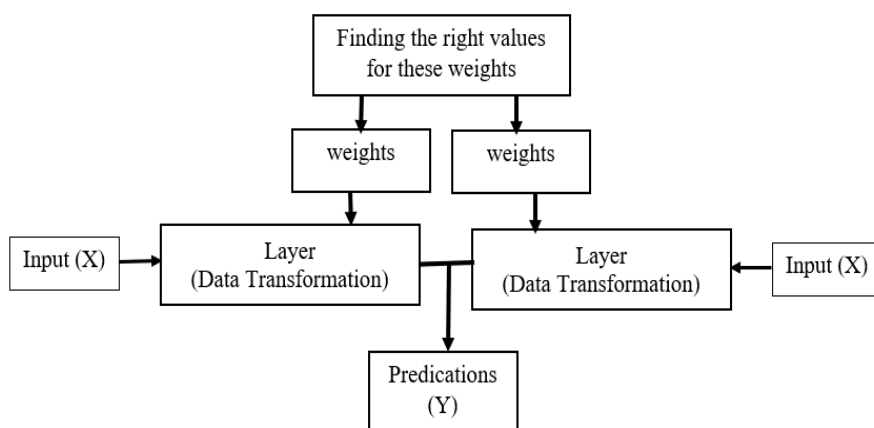 Finding the right values
for these weights
weights
weights
Input (X)
Layer
(Data Transformation)
Layer
(Data Transformation)
Input (X)
Predications
(Y)